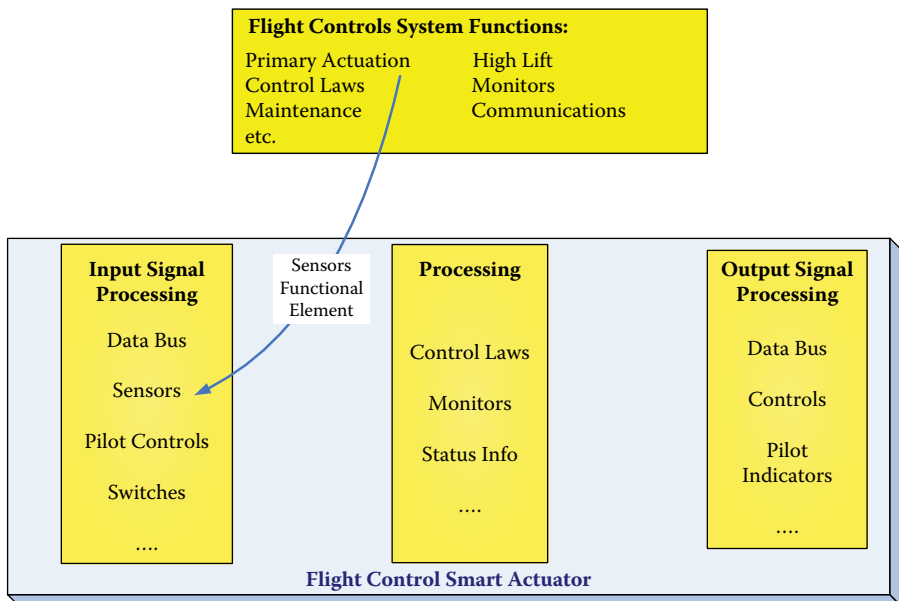 Flight Controls System Functions:
Primary Actuation
High Lift
Control Laws
Monitors
Maintenance
Communications
etc.
Input Signal
Processing
Data Bus
Sensors
Pilot Controls
Switches
....
Sensors
Functional
Element
Processing
Control Laws
Monitors
Status Info
....
Output Signal
Processing
Data Bus
Controls
Pilot
Indicators
....
Flight Control Smart Actuator